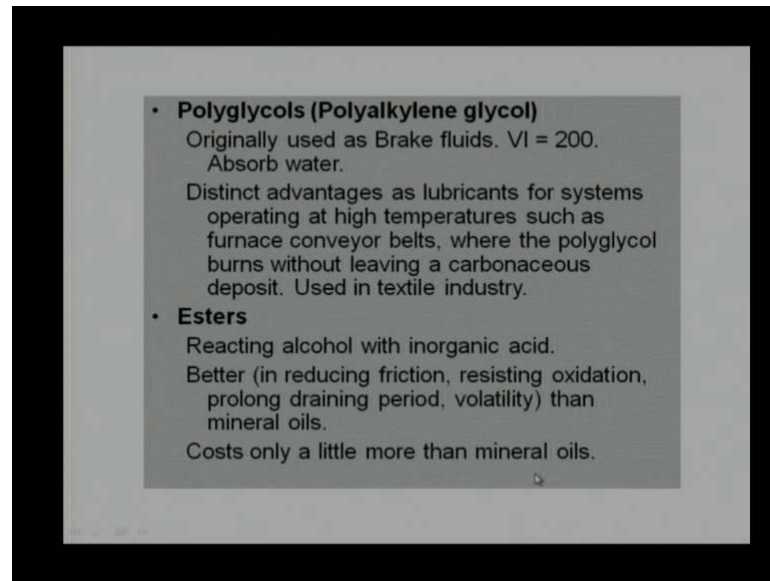 • Polyglycols (Polyalkylene glycol)
Originally used as Brake fluids. VI = 200.
Absorb water.
Distinct advantages as lubricants for systems
operating at high temperatures such as
furnace conveyor belts, where the polyglycol
burns without leaving a carbonaceous
deposit. Used in textile industry.
• Esters
Reacting alcohol with inorganic acid.
Better (in reducing friction, resisting oxidation,
prolong draining period, volatility) than
mineral oils.
Costs only a little more than mineral oils.